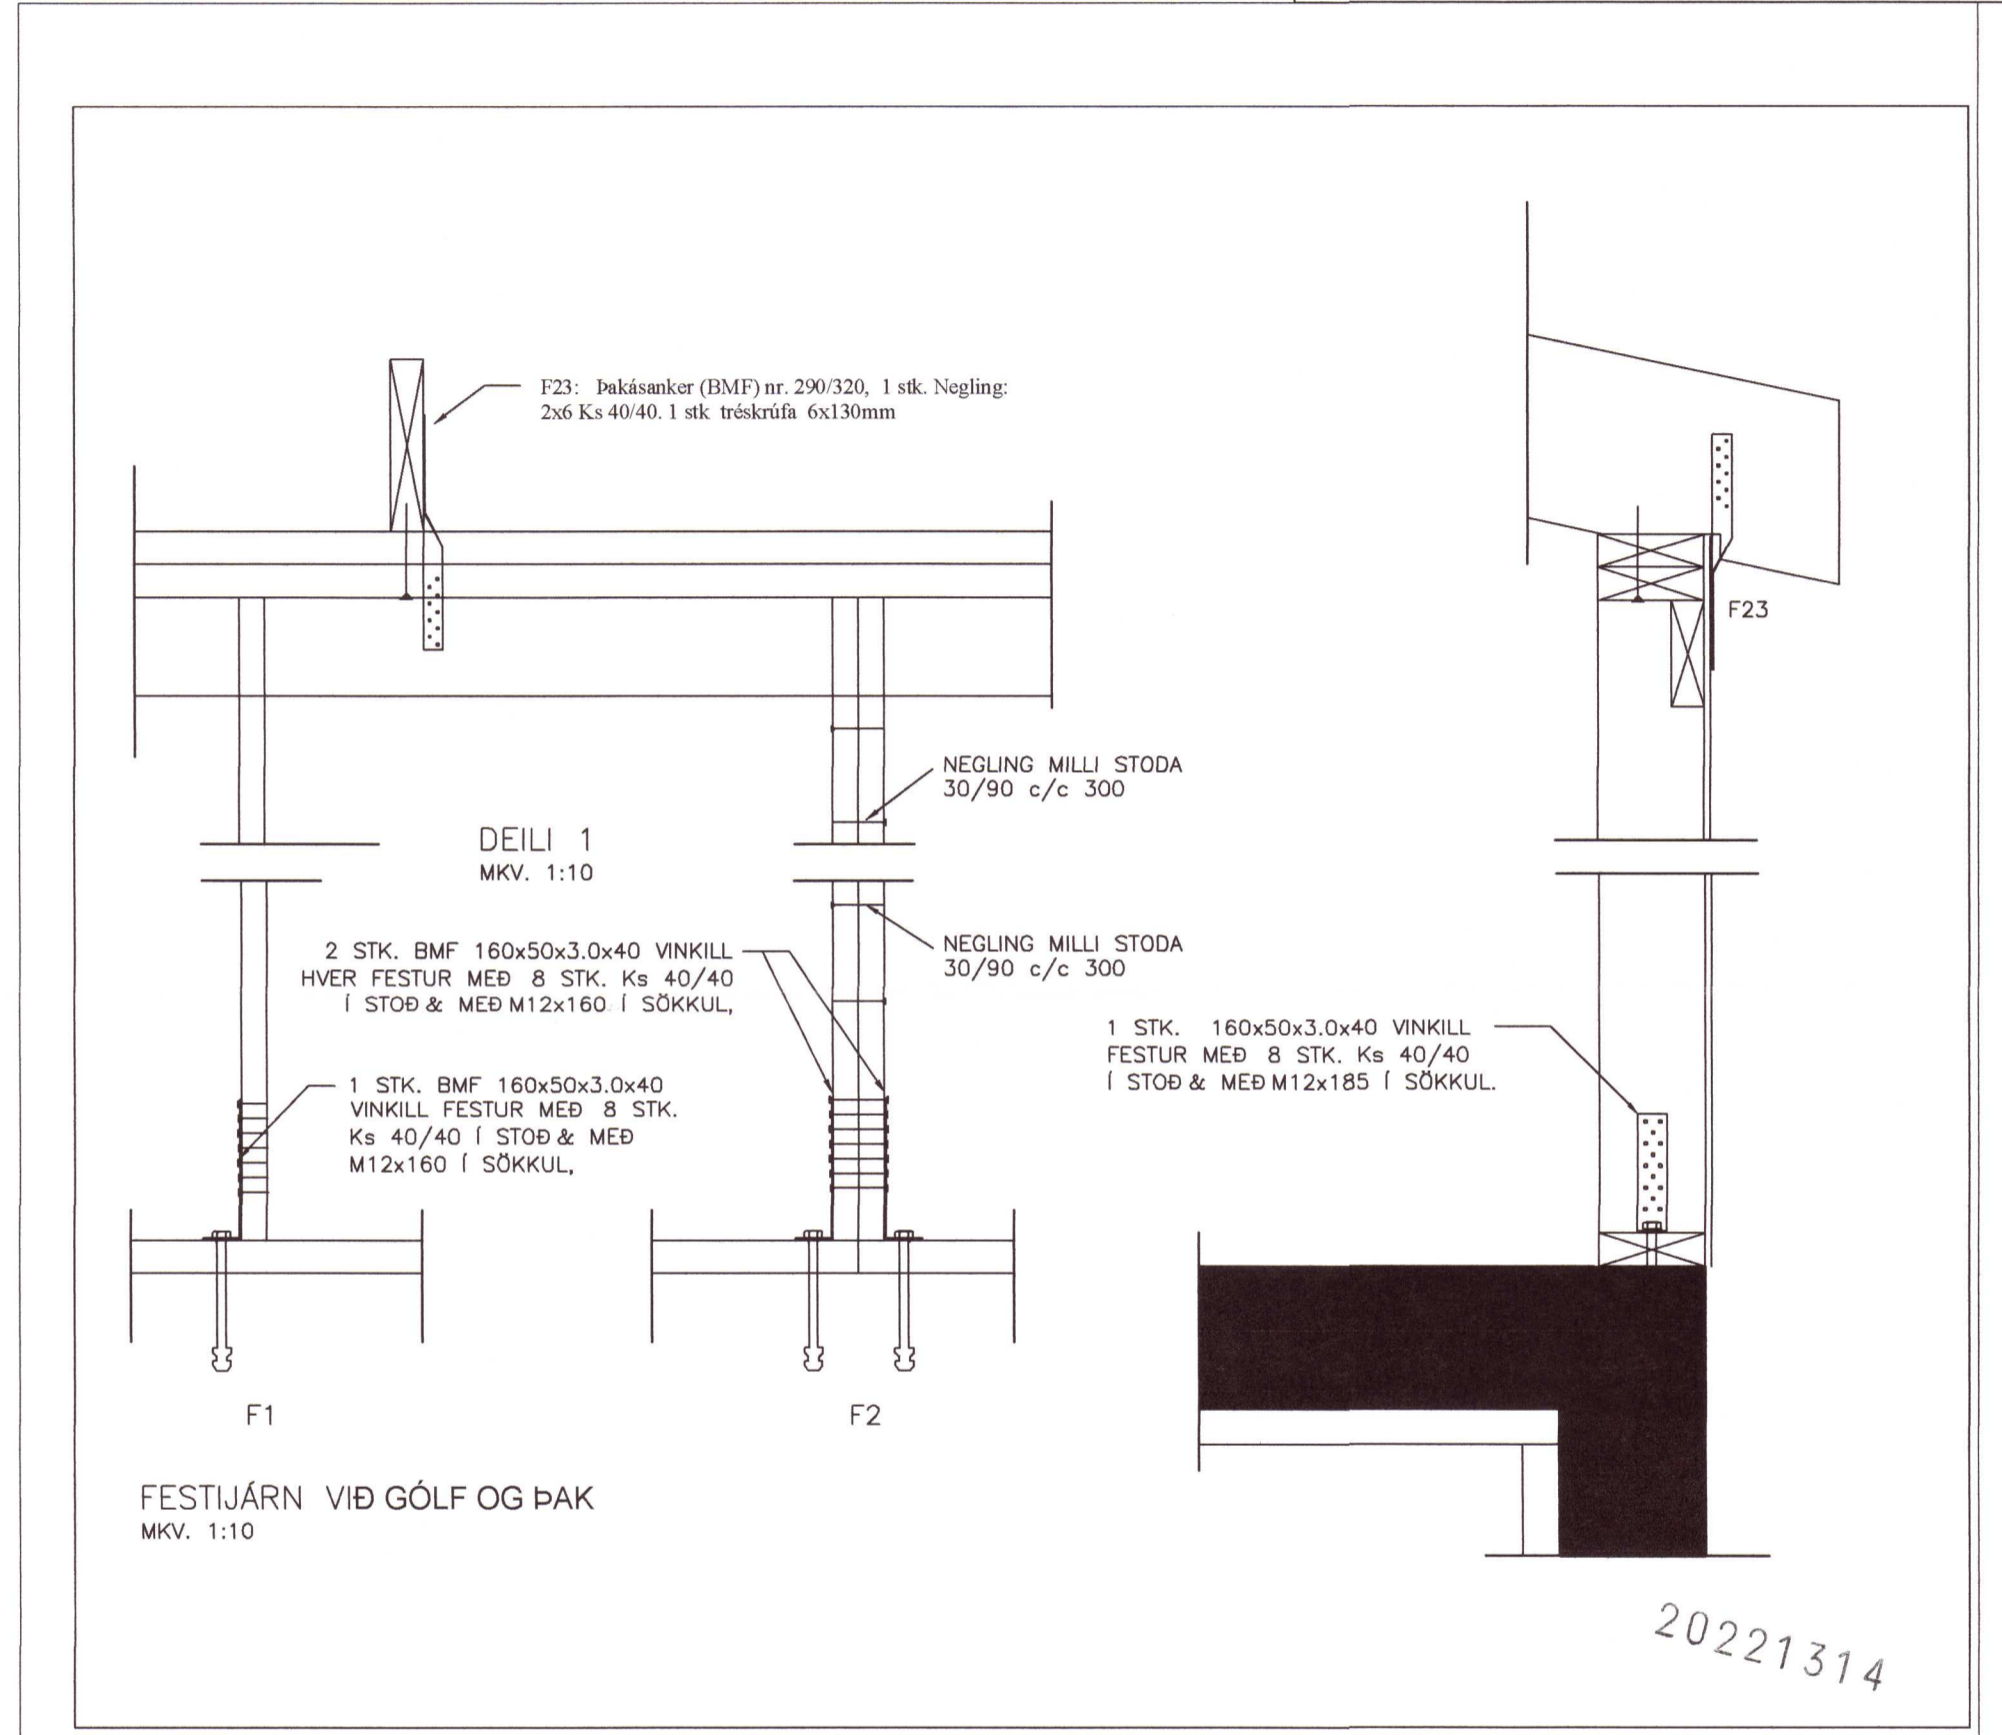 F23: Þakásanker (BMF) nr. 290/320, 1 stk. Negling:
2x6 Ks 40/40. 1 stk tréskrúfa 6x130mm
F23
NEGLING MILLI STODA
30/90 c/c 300
DEILI 1
MKV. 1:10
NEGLING MILLI STODA
30/90 c/c 300
2 STK. BMF 160x50x3.0x40 VINKILL
HVER FESTUR MEÐ 8 STK. Ks 40/40
Í STOÐ & MEÐ M12x160 Í SÖKKUL,
1 STK. 160x50x3.0x40 VINKILL
FESTUR MEÐ 8 STK. Ks 40/40
Í STOÐ & MEÐ M12x185 Í SÖKKUL.
1 STK. BMF 160x50x3.0x40
VINKILL FESTUR MEÐ 8 STK.
Ks 40/40 Í STOÐ & MEÐ
M12x160 Í SÖKKUL,
F1
F2
FESTIJÁRN VIÐ GÓLF OG ÞAK
MKV. 1:10
20221314